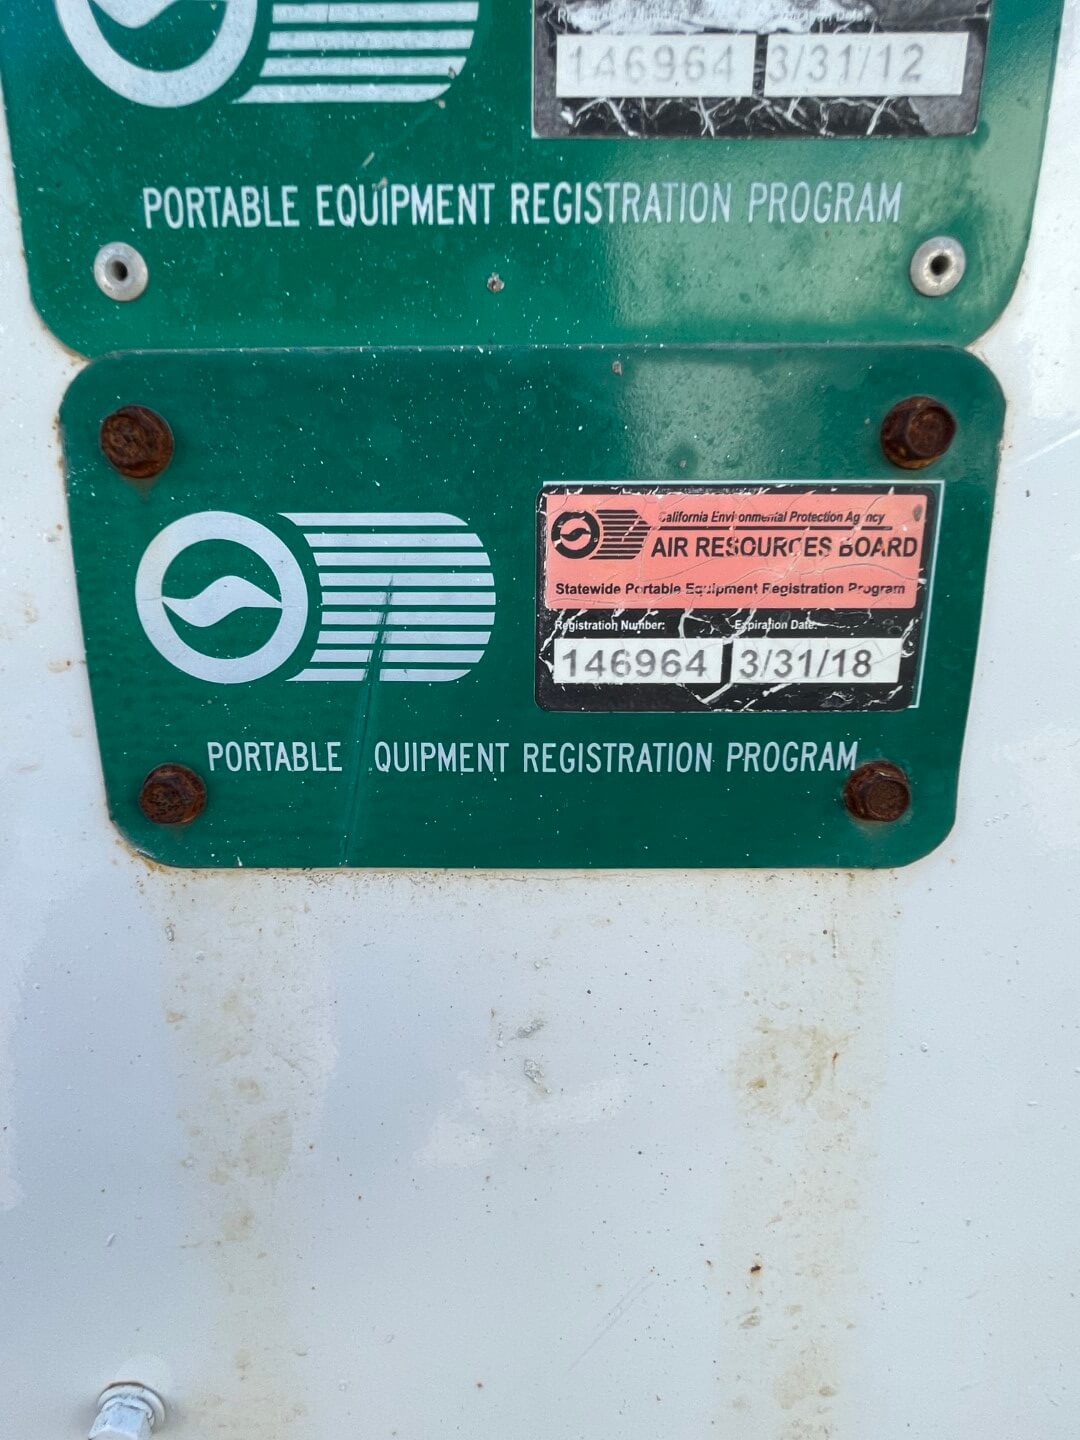 146964 3/31/12
PORTABLE EQUIPMENT REGISTRATION PROGRAM
California Environmental Protection Agency
AIR RESOURCES BOARD
Statewide Portable Equipment Registration Program
Registration Number: Expiration Date:
146964 3/31/18
PORTABLE QUIPMENT REGISTRATION PROGRAM